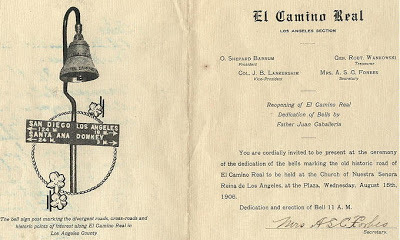 SAN DIEGO LOS ANGELES
124 M.
SANTA ANA DOWNEY
24 M.
The bell sign post marking the divergent roads, cross-roads and
historic points of interest along El Camino Real in
Los Angeles County
El Camino Real
LOS ANGELES SECTION
O. SHEPARD BARNUM
President
GEN. ROBT. WANKOWSKI
Treasurer
COL. J. B. LANKERSHIM
Vice-President
MRS. A. S. C. FORBES
Secretary
Reopening of El Camino Real
Dedication of Bells by
Father Juan Caballeria
You are cordially invited to be present at the ceremony
of the dedication of the bells marking the old historic road of
El Camino Real to be held at the Church of Nuestra Senora
Reina de Los Angeles, at the Plaza, Wednesday, August 15th,
1906.
Dedication and erection of Bell 11 A. M.
Mrs A S C Forbes
Secretary.